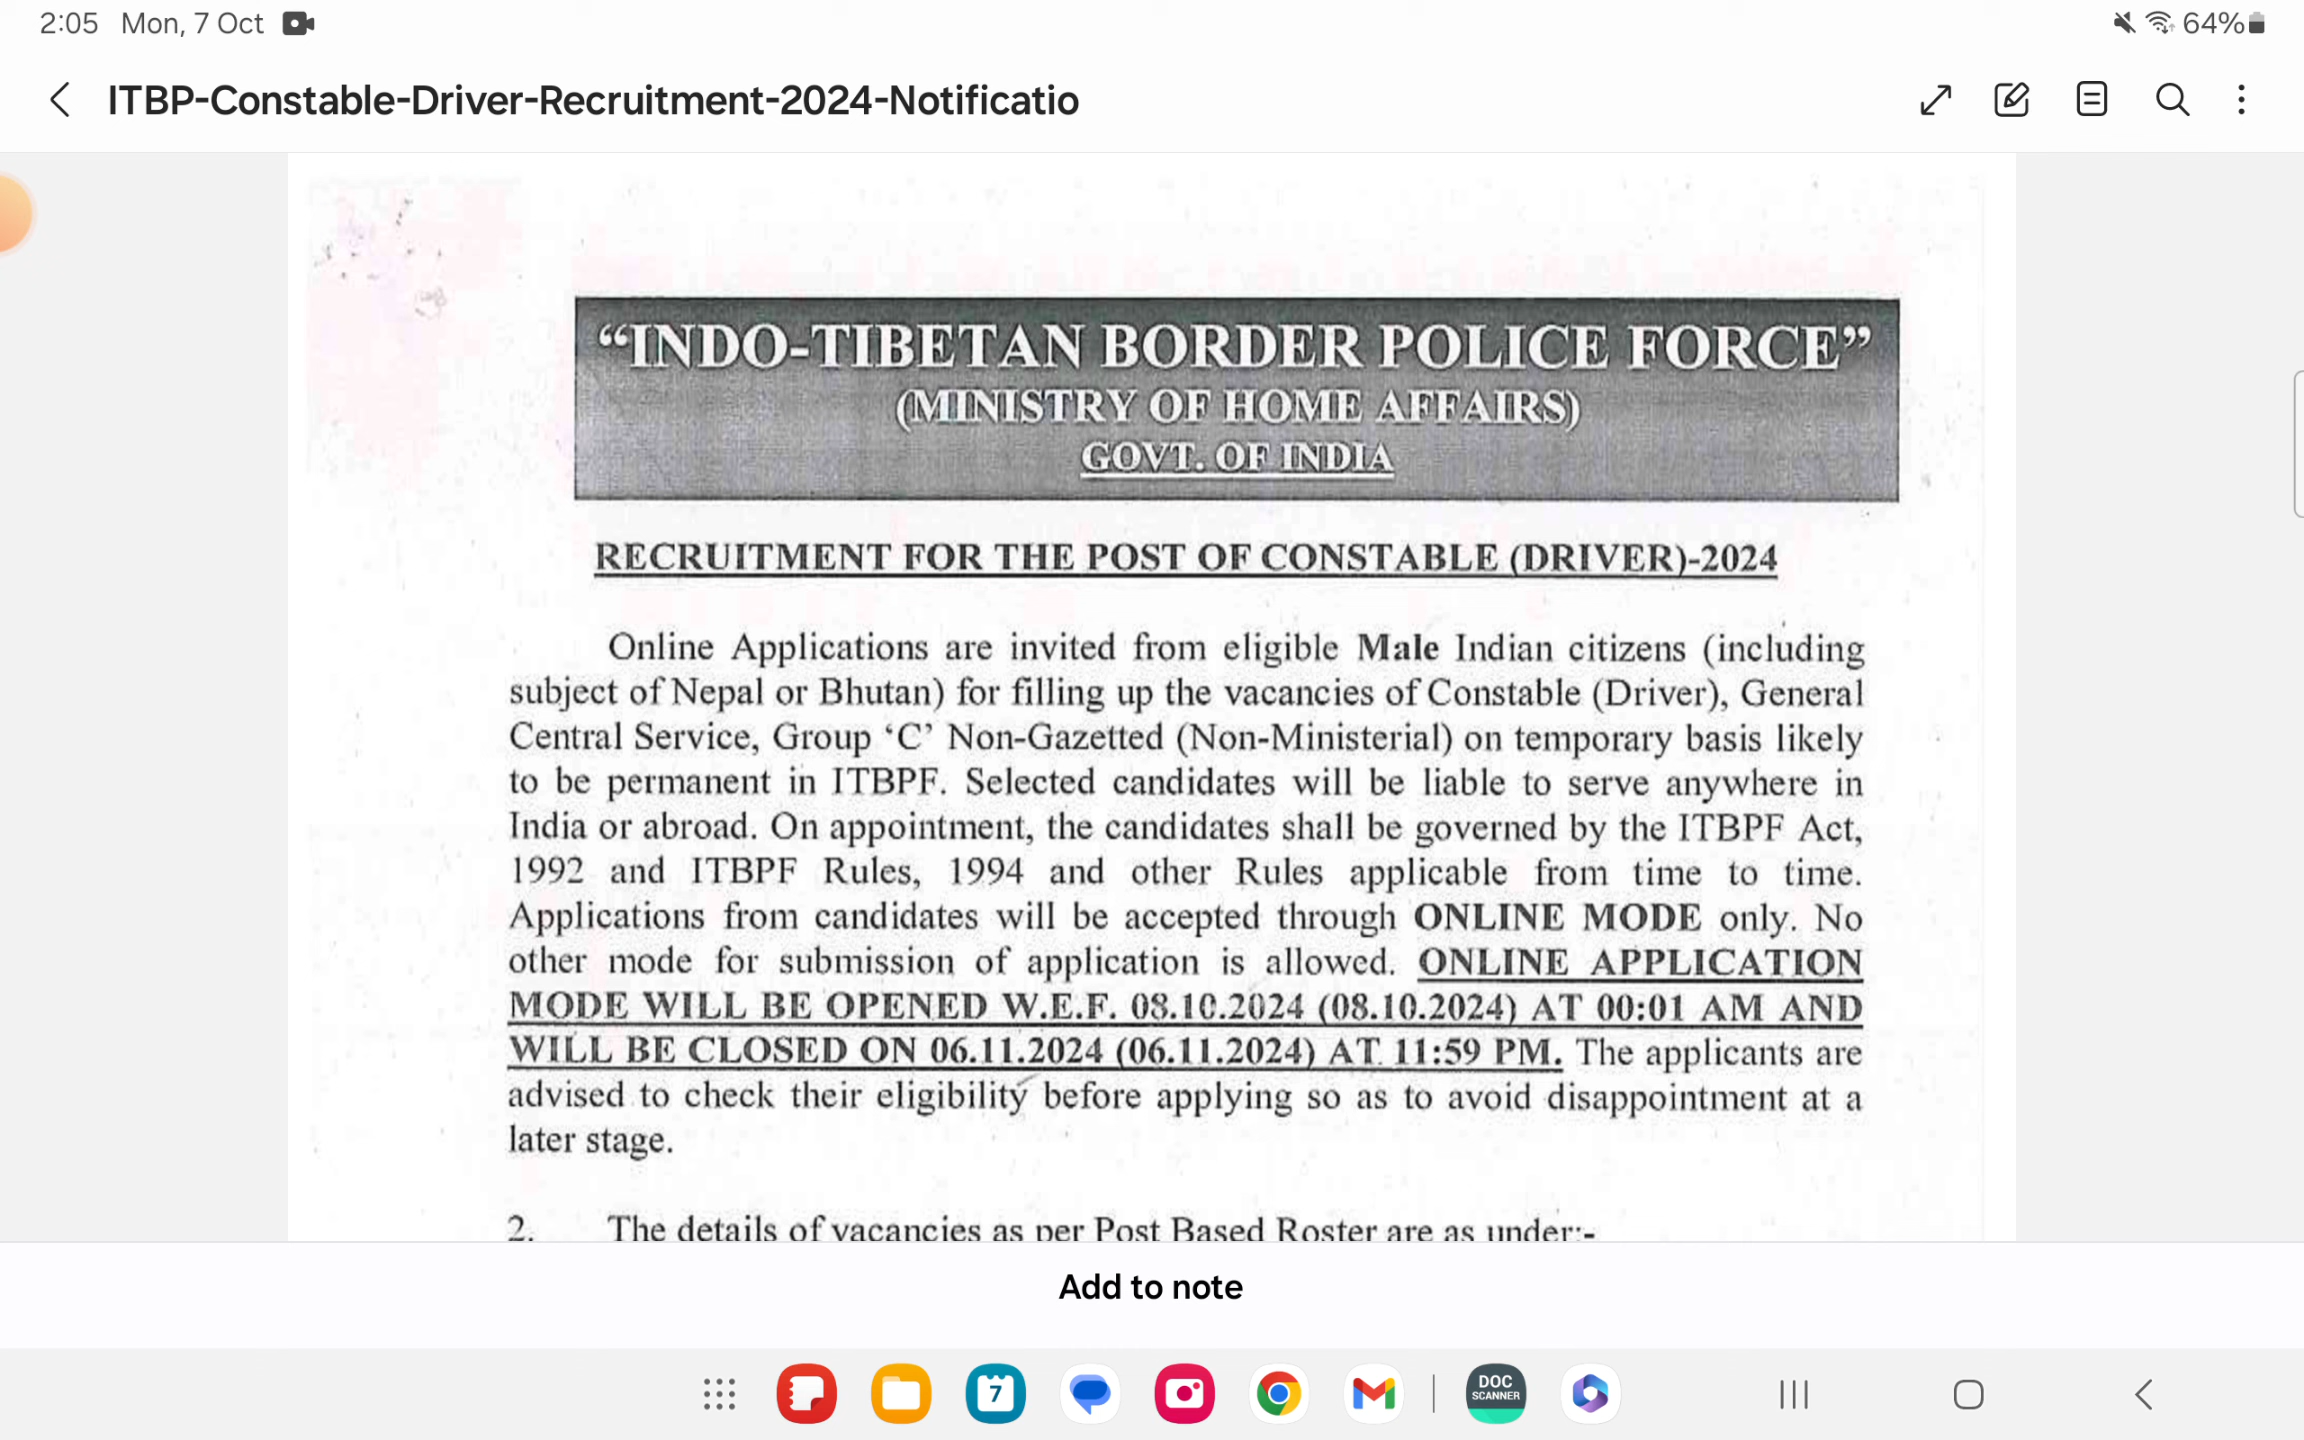 2:05 Mon, 7 Oct
64%
ITBP-Constable-Driver-Recruitment-2024-Notificatio
“INDO-TIBETAN BORDER POLICE FORCE”
(MINISTRY OF HOME AFFAIRS)
GOVT. OF INDIA
RECRUITMENT FOR THE POST OF CONSTABLE (DRIVER)-2024
Online Applications are invited from eligible Male Indian citizens (including
subject of Nepal or Bhutan) for filling up the vacancies of Constable (Driver), General
Central Service, Group ‘C’ Non-Gazetted (Non-Ministerial) on temporary basis likely
to be permanent in ITBPF. Selected candidates will be liable to serve anywhere in
India or abroad. On appointment, the candidates shall be governed by the ITBPF Act,
1992 and ITBPF Rules, 1994 and other Rules applicable from time to time.
Applications from candidates will be accepted through ONLINE MODE only. No
other mode for submission of application is allowed. ONLINE APPLICATION
MODE WILL BE OPENED W.E.F. 08.10.2024 (08.10.2024) AT 00:01 AM AND
WILL BE CLOSED ON 06.11.2024 (06.11.2024) AT 11:59 PM. The applicants are
advised to check their eligibility before applying so as to avoid disappointment at a
later stage.
2. The details of vacancies as per Post Based Roster are as under:-
Add to note
7
DOC
SCANNER